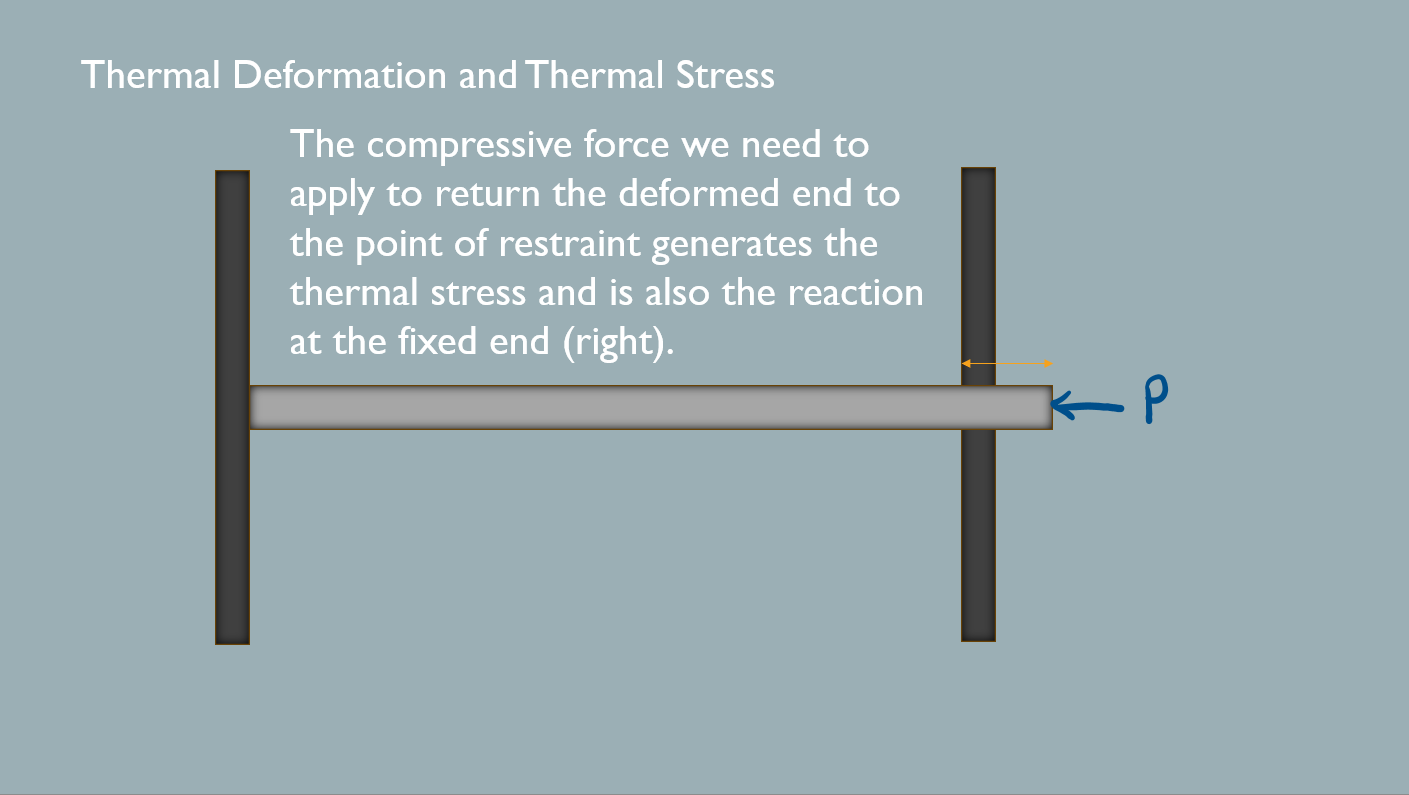 Thermal Deformation and Thermal Stress
The compressive force we need to
apply to return the deformed end to
the point of restraint generates the
thermal stress and is also the reaction
at the fixed end (right).
P